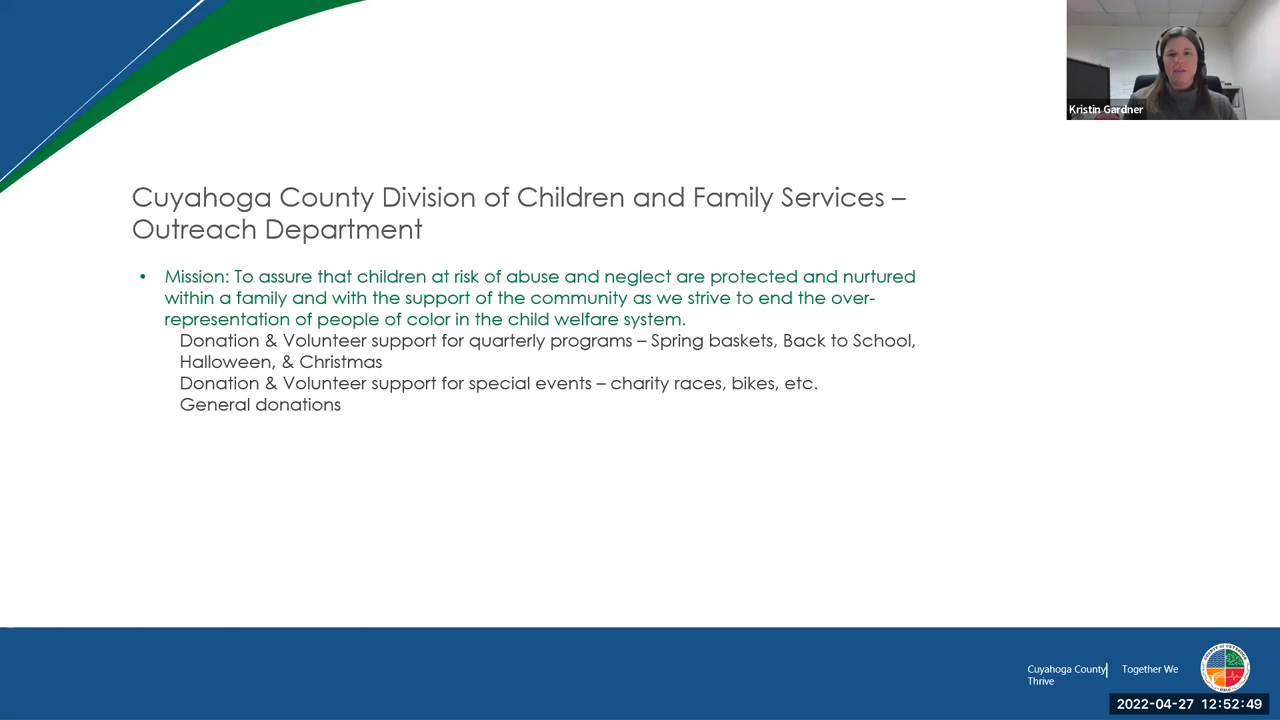 Kristin Gardner
Cuyahoga County Division of Children and Family Services –
Outreach Department
• Mission: To assure that children at risk of abuse and neglect are protected and nurtured
within a family and with the support of the community as we strive to end the over-
representation of people of color in the child welfare system.
Donation & Volunteer support for quarterly programs – Spring baskets, Back to School,
Halloween, & Christmas
Donation & Volunteer support for special events – charity races, bikes, etc.
General donations
Cuyahoga County| Together We
Thrive
2022-04-27 12:52:49